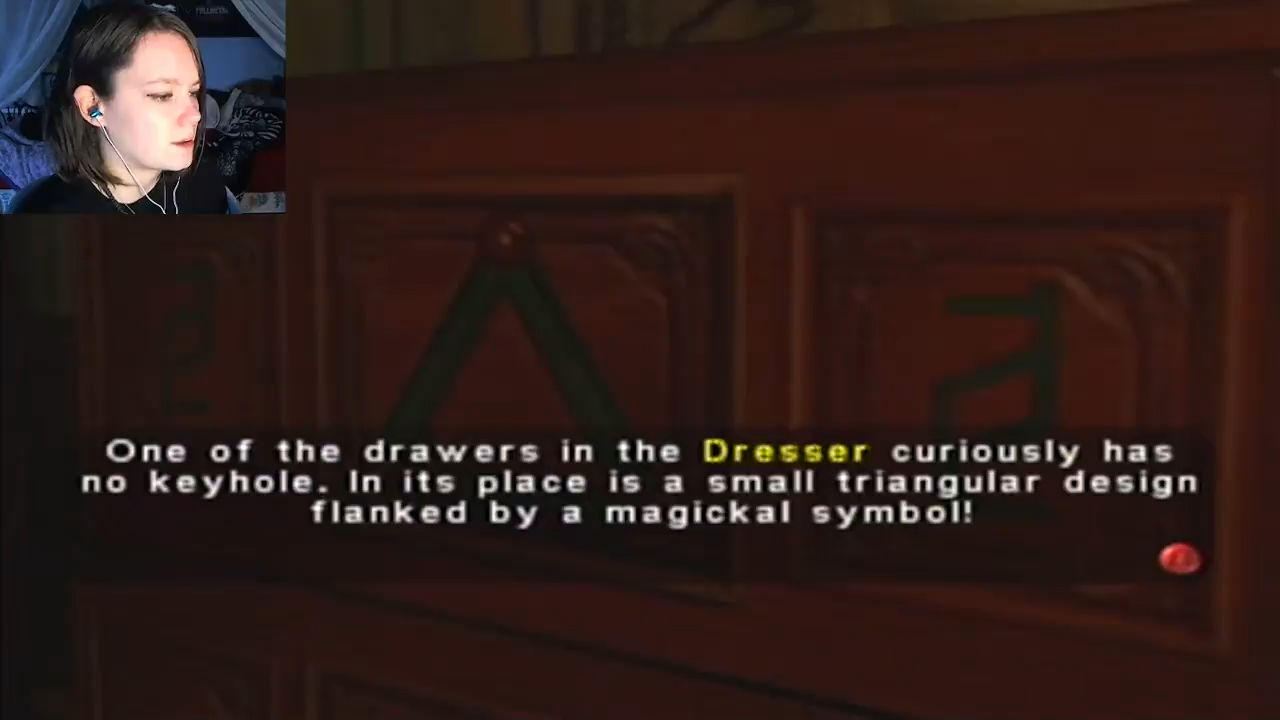 One of the drawers in the Dresser curiously has
no keyhole. In its place is a small triangular design
flanked by a magickal symbol!